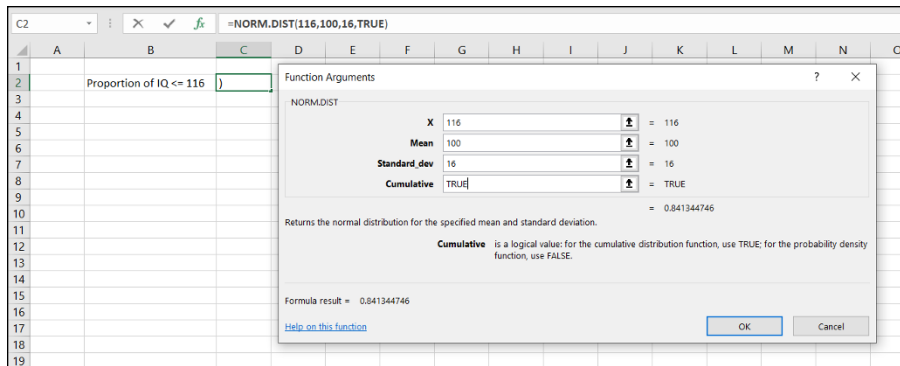 C2 fx =NORM.DIST(116,100,16,TRUE)
A B C D E F G H I J K L M N O
1
2 Proportion of IQ <= 116 )
3
4
5
6
7
8
9
10
11
12
13
14
15
16
17
18
19
Function Arguments ? ×
NORM.DIST
X 116 = 116
Mean 100 = 100
Standard_dev 16 = 16
Cumulative TRUE = TRUE
= 0.841344746
Returns the normal distribution for the specified mean and standard deviation.
Cumulative is a logical value: for the cumulative distribution function, use TRUE; for the probability density
function, use FALSE.
Formula result = 0.841344746
Help on this function OK Cancel